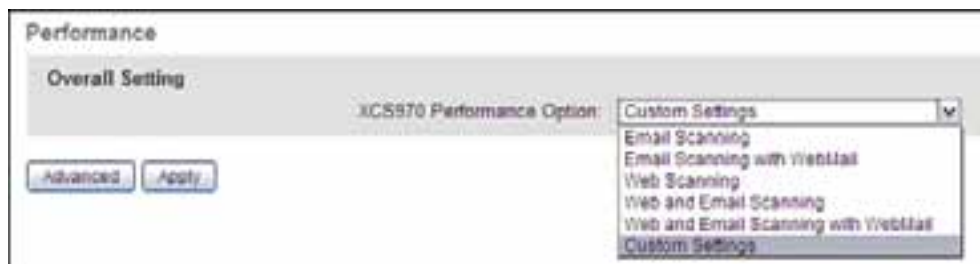 Performance
Overall Setting
XCS970 Performance Option: Custom Settings
Email Scanning
Email Scanning with WebMail
Web Scanning
Web and Email Scanning
Web and Email Scanning with WebMail
Custom Settings
Advanced Apply